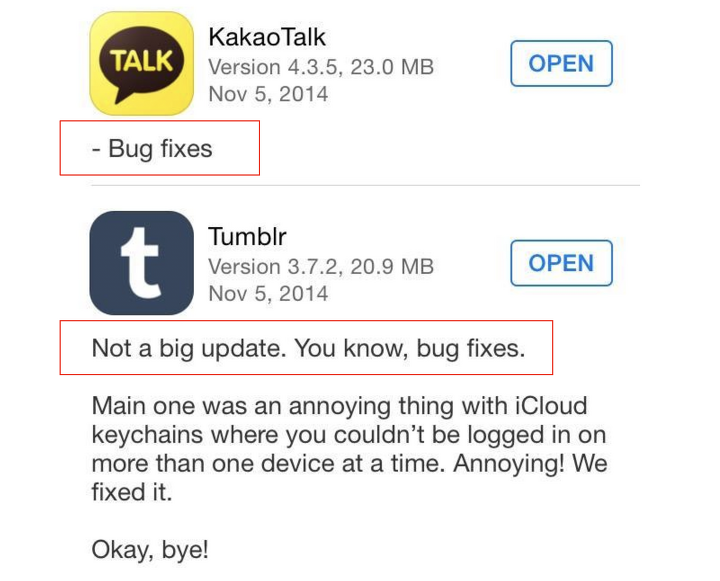 TALK
KakaoTalk
Version 4.3.5, 23.0 MB
Nov 5, 2014
OPEN
- Bug fixes
t
Tumblr
Version 3.7.2, 20.9 MB
Nov 5, 2014
OPEN
Not a big update. You know, bug fixes.
Main one was an annoying thing with iCloud
keychains where you couldn’t be logged in on
more than one device at a time. Annoying! We
fixed it.
Okay, bye!